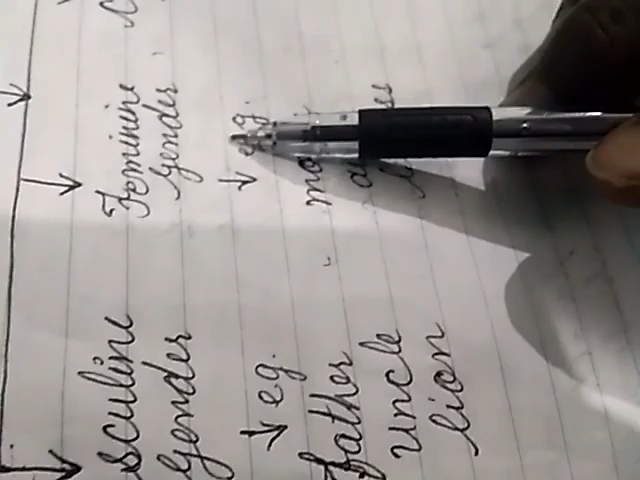 sculine
Gender
eg.
father
uncle
lion
Feminine
Gender
eg.